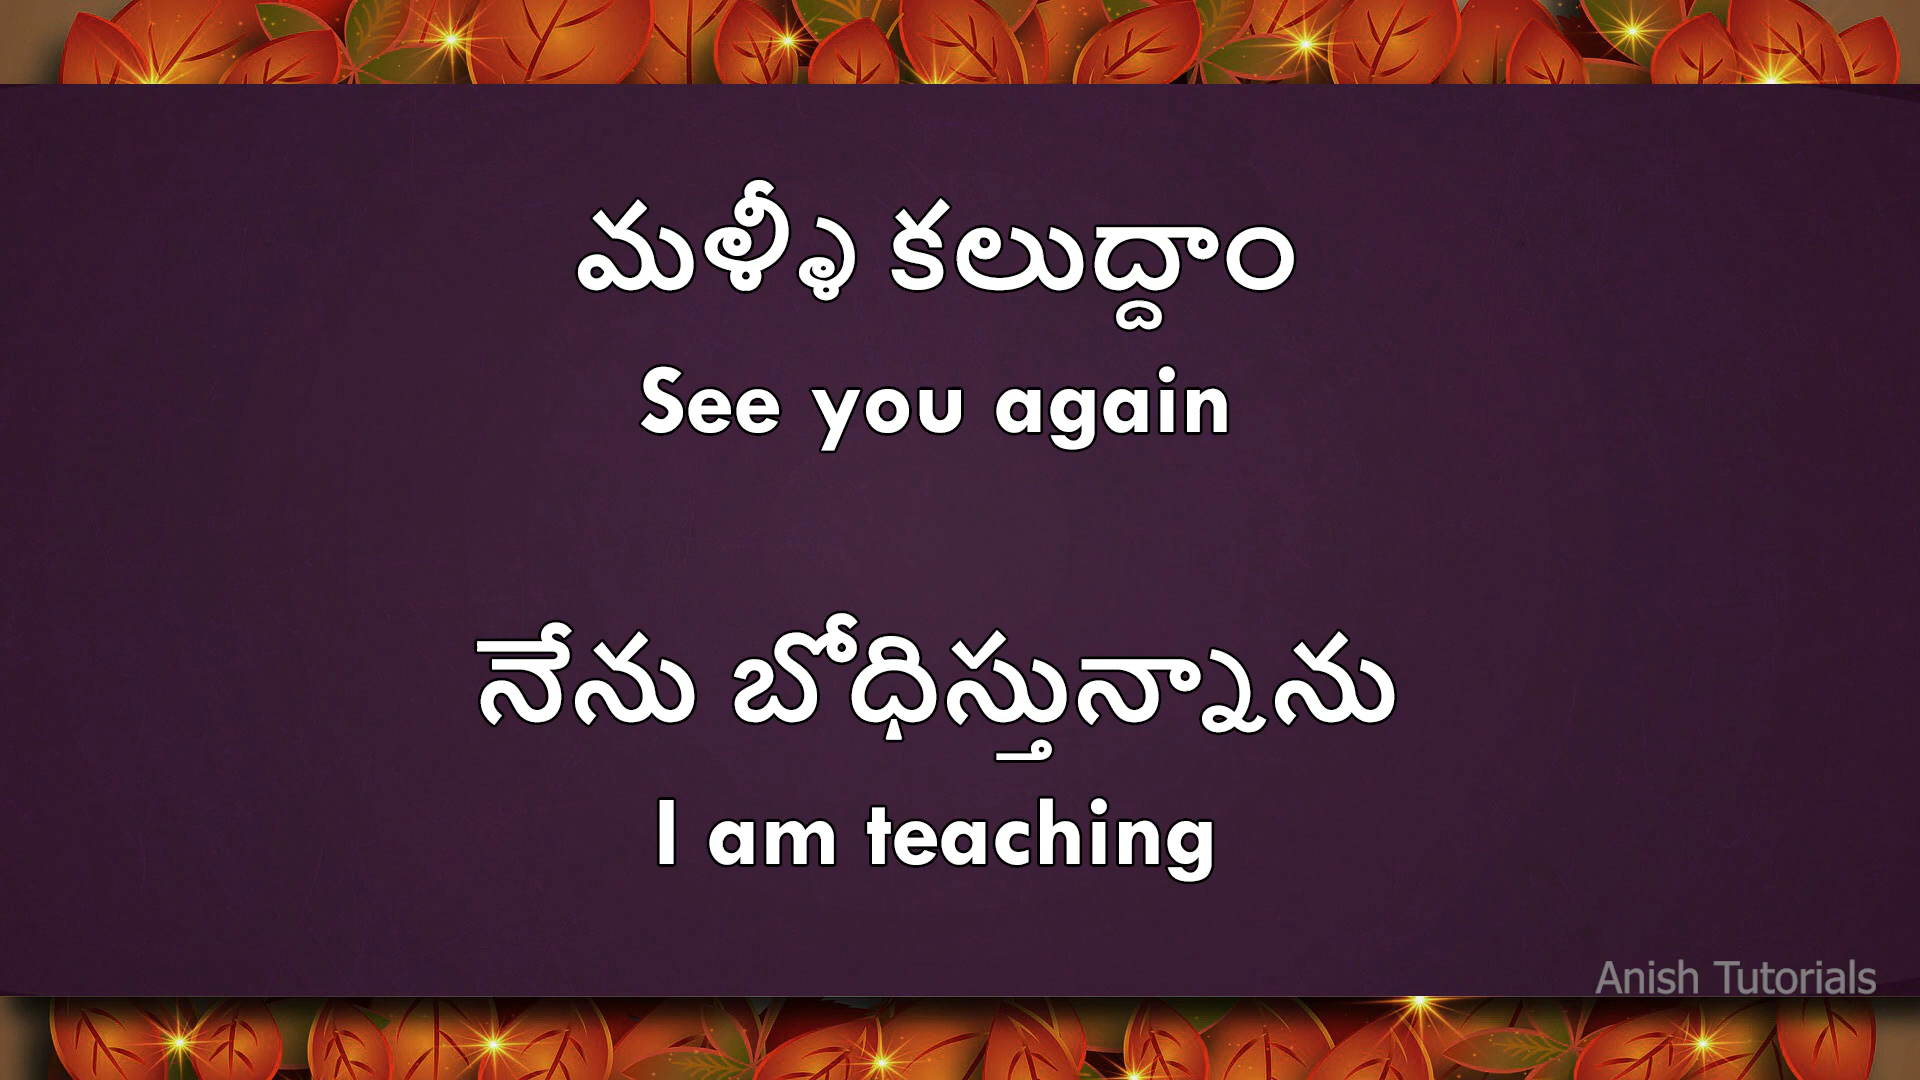 మళ్ళీ కలుద్దాం
See you again
నేను బోధిస్తున్నాను
I am teaching
Anish Tutorials